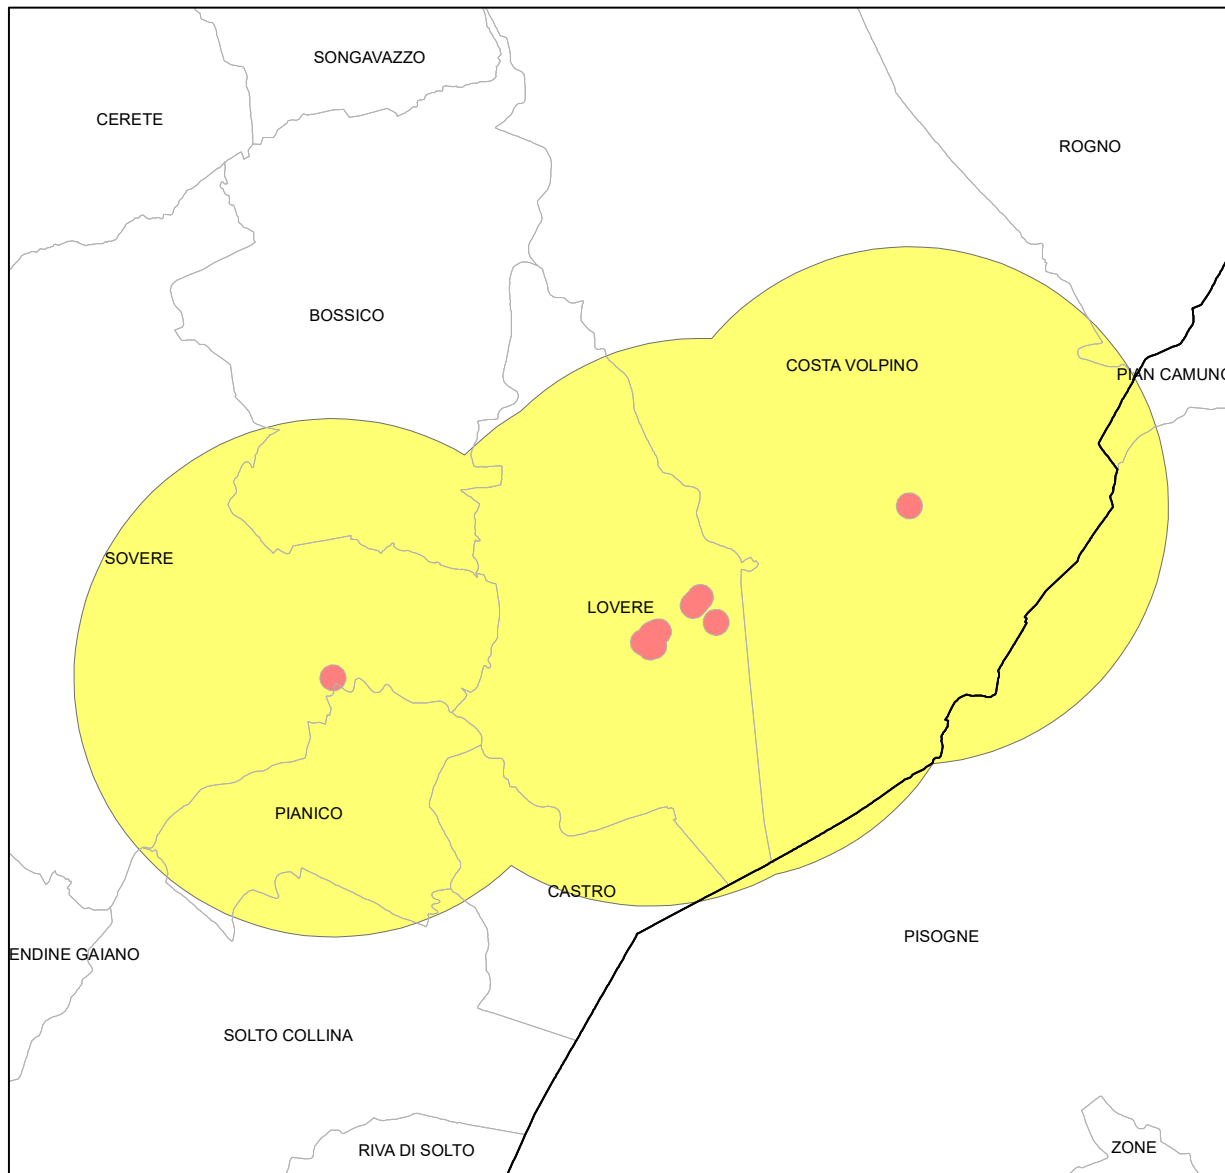 SONGAVAZZO
CERETE
ROGNO
BOSSICO
COSTA VOLPINO
PIAN CAMUNO
SOVERE
LOVERE
PIANICO
CASTRO
PISOGNE
ENDINE GAIANO
SOLTO COLLINA
RIVA DI SOLTO
ZONE